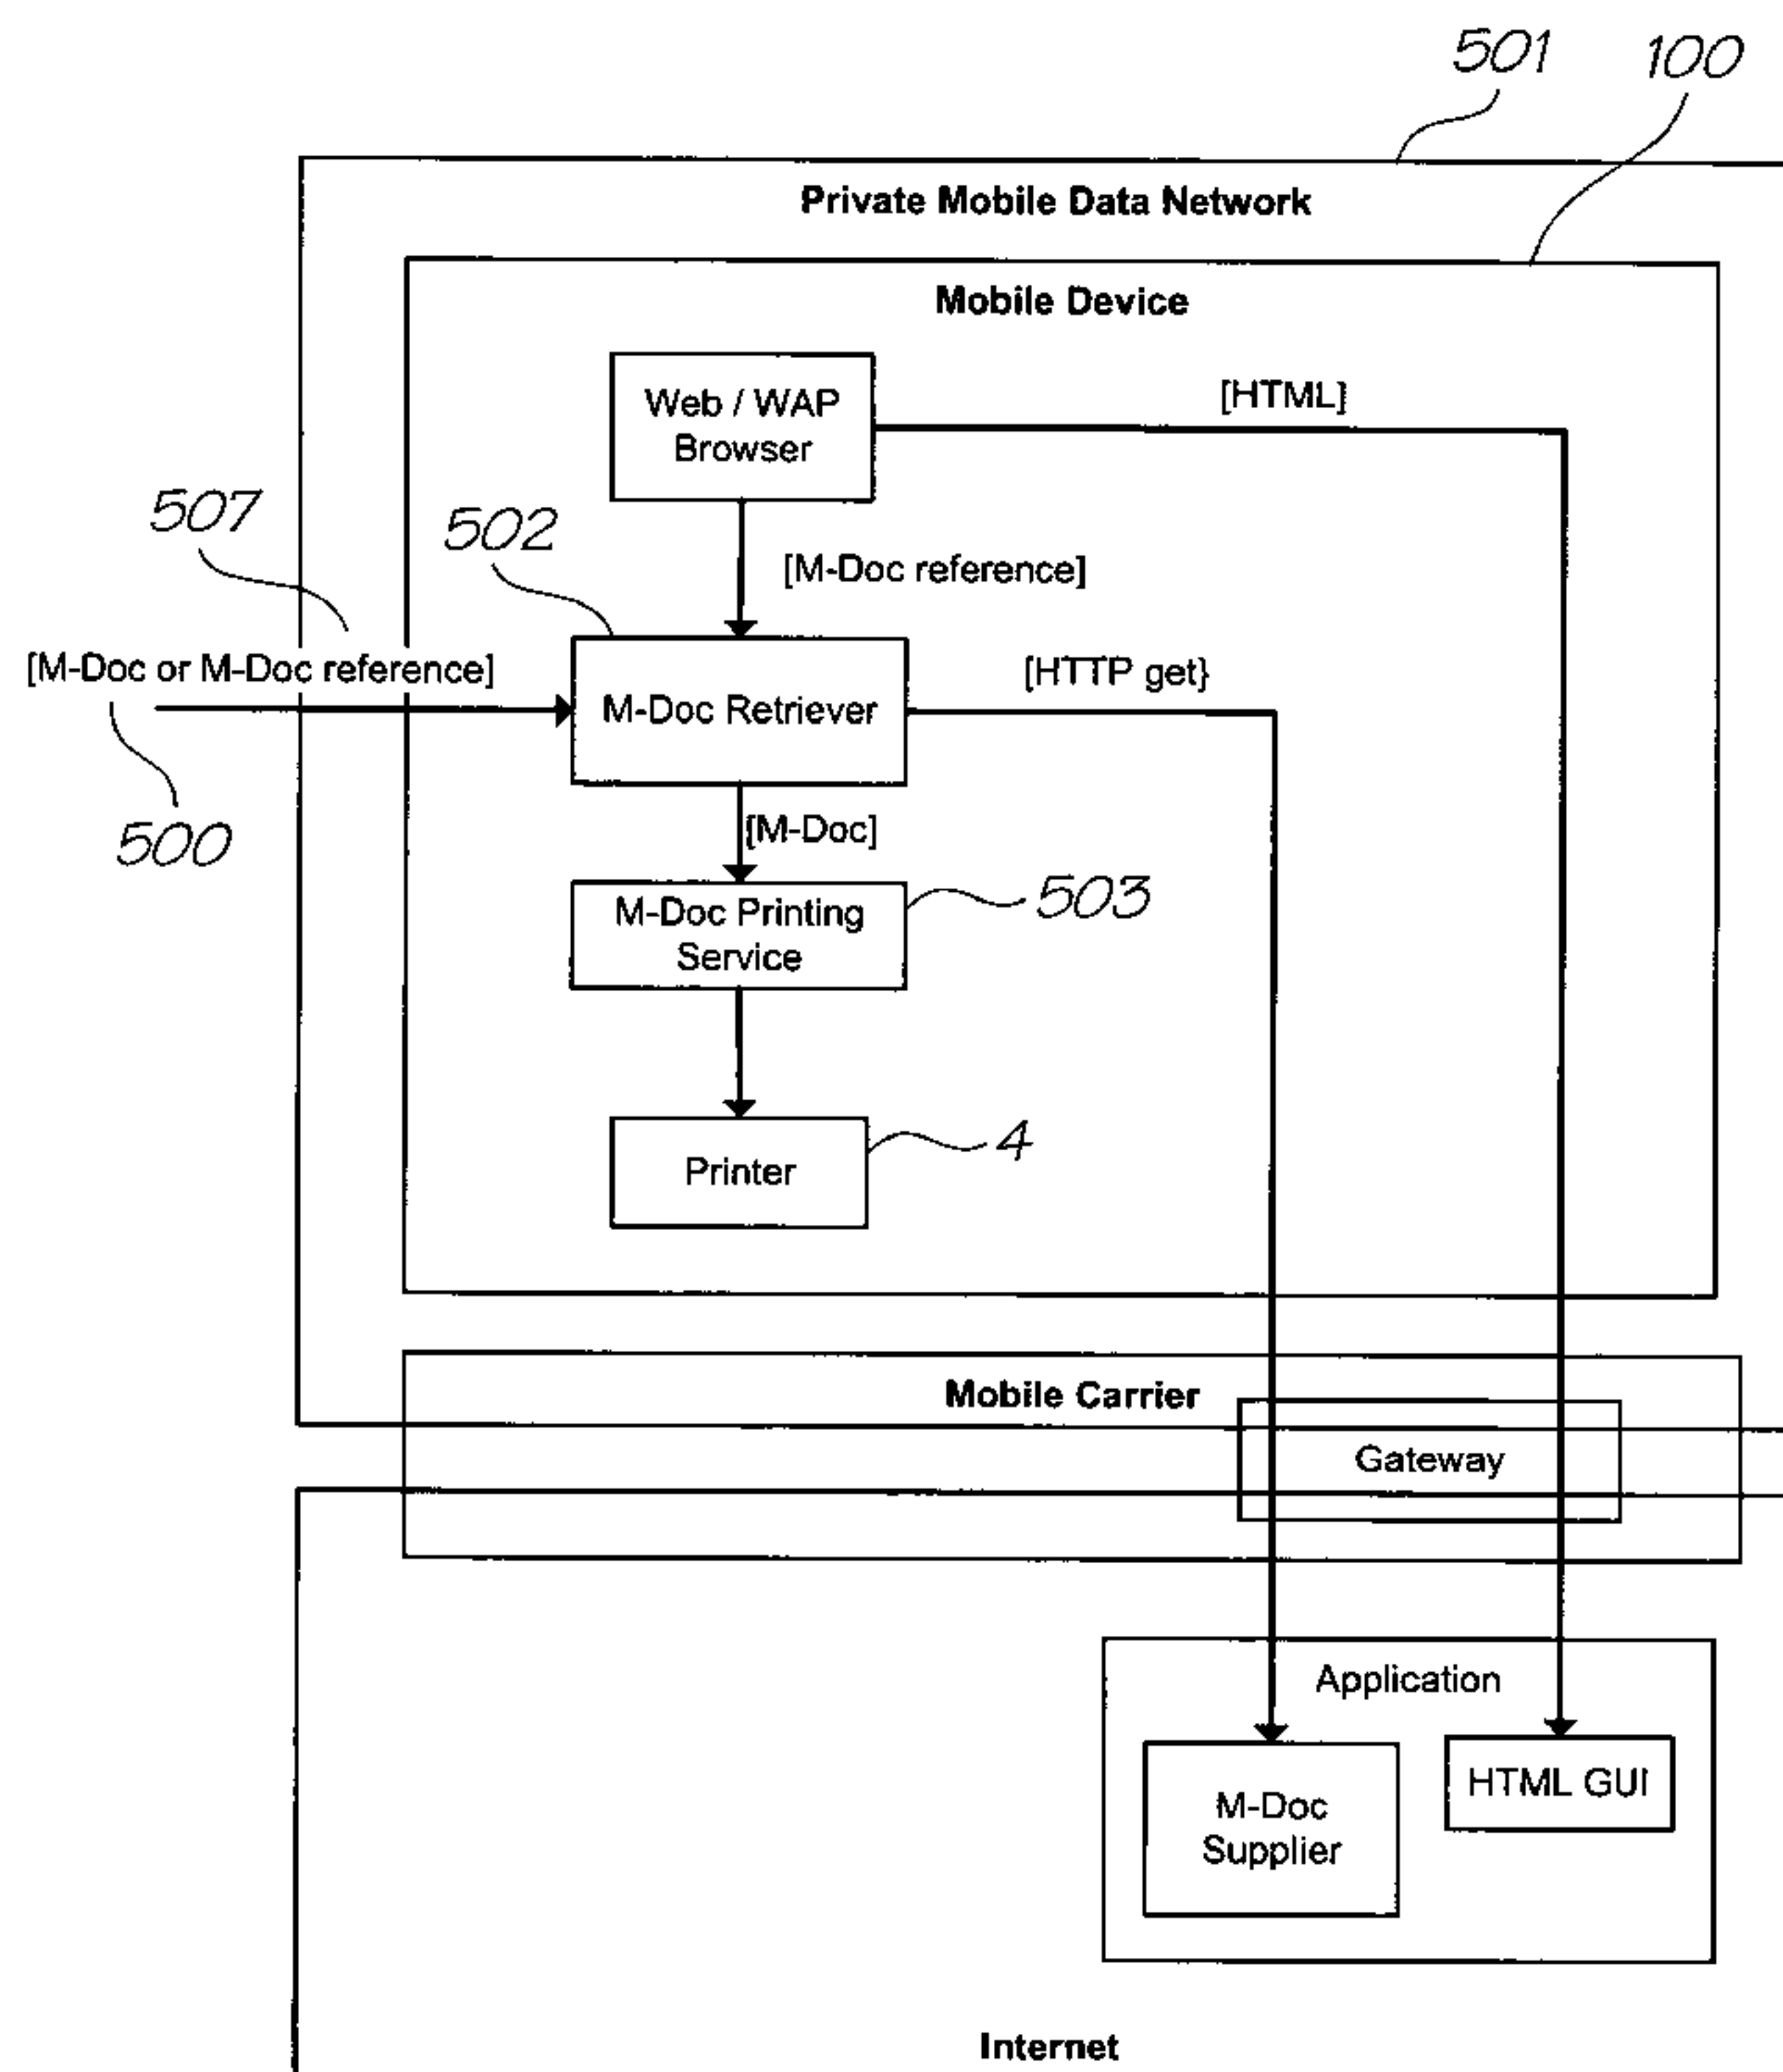 501
100
Private Mobile Data Network
Mobile Device
Web / WAP
Browser
[HTML]
507
502
[M-Doc reference]
[M-Doc or M-Doc reference]
M-Doc Retriever
[HTTP get}
500
[M-Doc]
M-Doc Printing
Service
503
Printer
4
Mobile Carrier
Gateway
Application
M-Doc
Supplier
HTML GUI
Internet